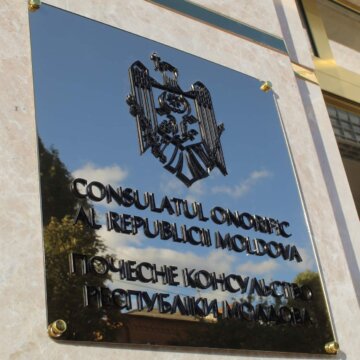 CONSULATUL ONORIFIC
AL REPUBLICII MOLDOVA
ПОЧЕСНЕ КОНСУЛЬСТВО
РЕСПУБЛІКИ МОЛДОВА